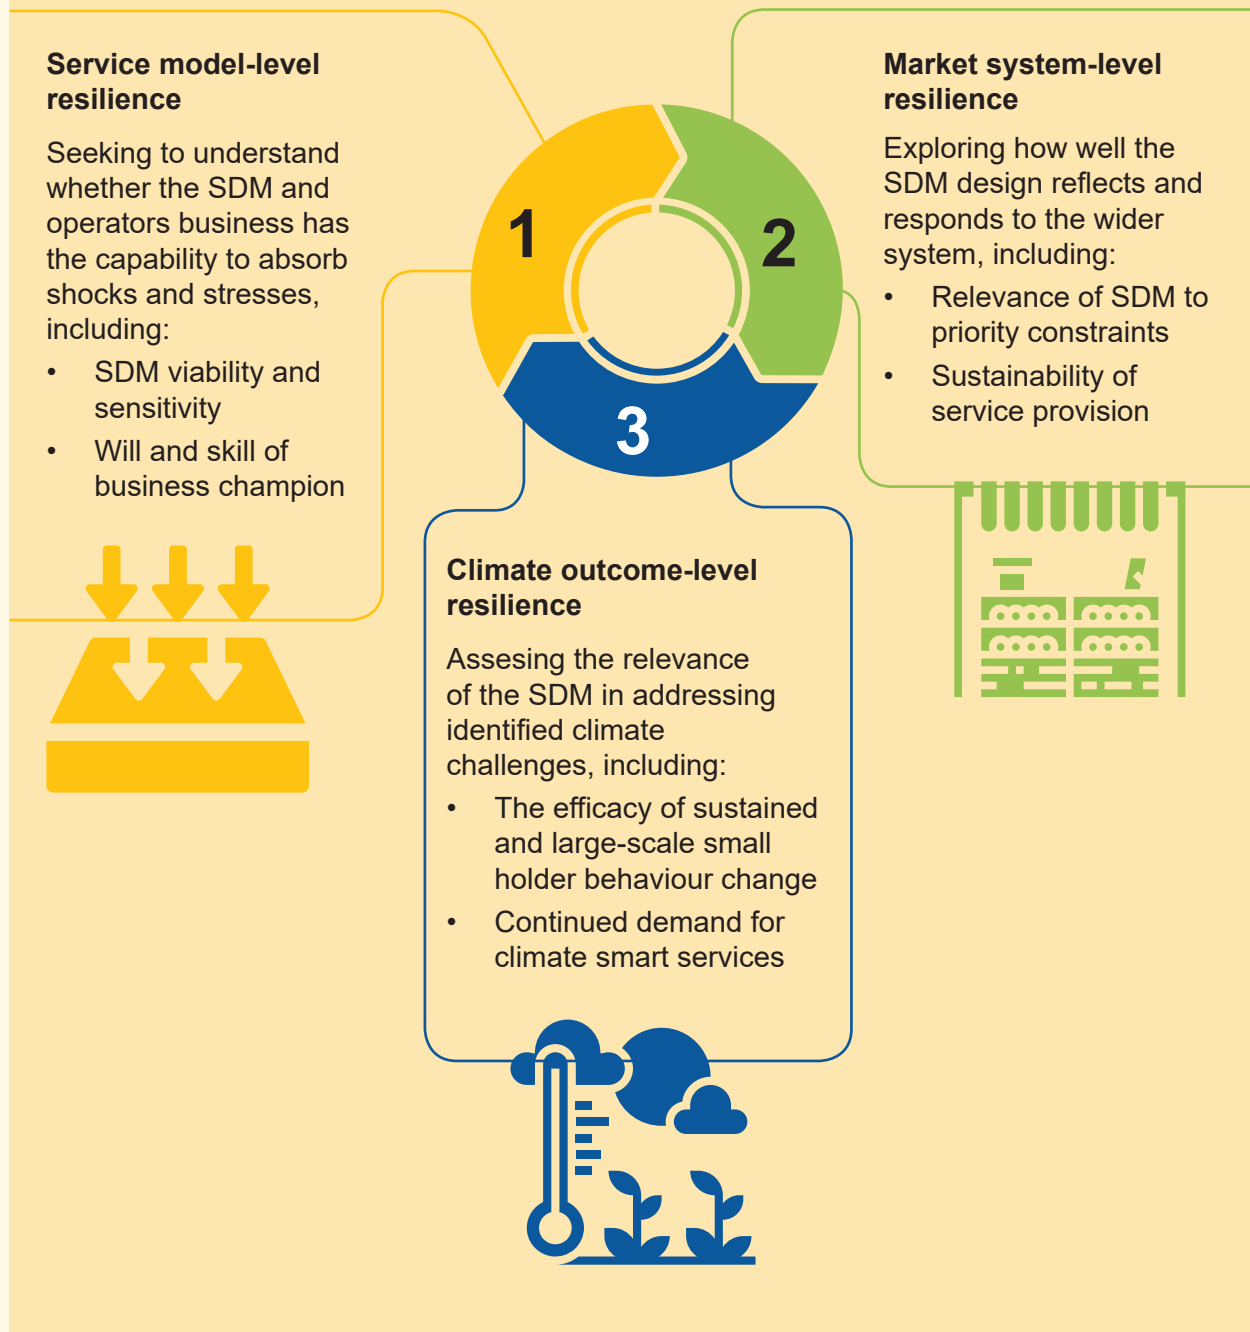 Service model-level
resilience
Seeking to understand
whether the SDM and
operators business has
the capability to absorb
shocks and stresses,
including:
• SDM viability and
sensitivity
• Will and skill of
business champion
1
2
3
Market system-level
resilience
Exploring how well the
SDM design reflects and
responds to the wider
system, including:
• Relevance of SDM to
priority constraints
• Sustainability of
service provision
Climate outcome-level
resilience
Assesing the relevance
of the SDM in addressing
identified climate
challenges, including:
• The efficacy of sustained
and large-scale small
holder behaviour change
• Continued demand for
climate smart services